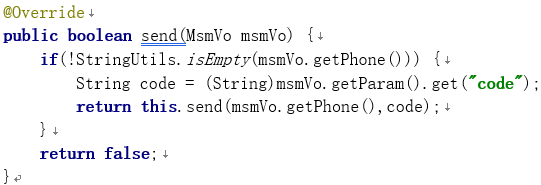 @Override↓
public boolean send(MsmVo msmVo) {↓
    if(!StringUtils.isEmpty(msmVo.getPhone())) {↓
        String code = (String)msmVo.getParam().get("code");
        return this.send(msmVo.getPhone(),code);↓
    }↓
    return false;↓
}↵